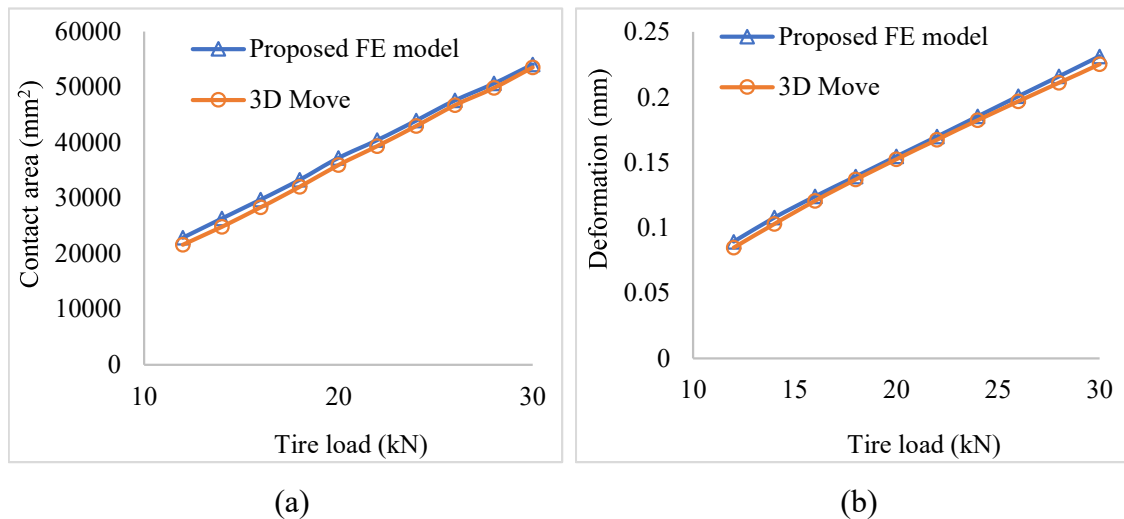 60000
50000
40000
30000
20000
10000
0
Contact area (mm²)
Proposed FE model
3D Move
10 20 30
Tire load (kN)
(a)
0.25
0.2
0.15
0.1
0.05
0
Deformation (mm)
Proposed FE model
3D Move
10 15 20 25 30
Tire load (kN)
(b)